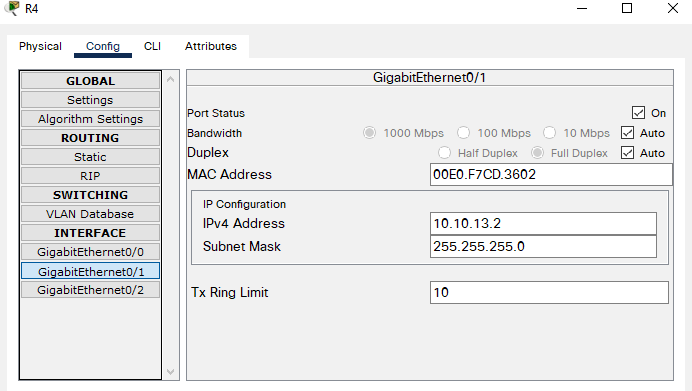 R4
Physical Config CLI Attributes
GLOBAL
Settings
Algorithm Settings
ROUTING
Static
RIP
SWITCHING
VLAN Database
INTERFACE
GigabitEthernet0/0
GigabitEthernet0/1
GigabitEthernet0/2
GigabitEthernet0/1
Port Status On
Bandwidth 1000 Mbps 100 Mbps 10 Mbps Auto
Duplex Half Duplex Full Duplex Auto
MAC Address 00E0.F7CD.3602
IP Configuration
IPv4 Address 10.10.13.2
Subnet Mask 255.255.255.0
Tx Ring Limit 10